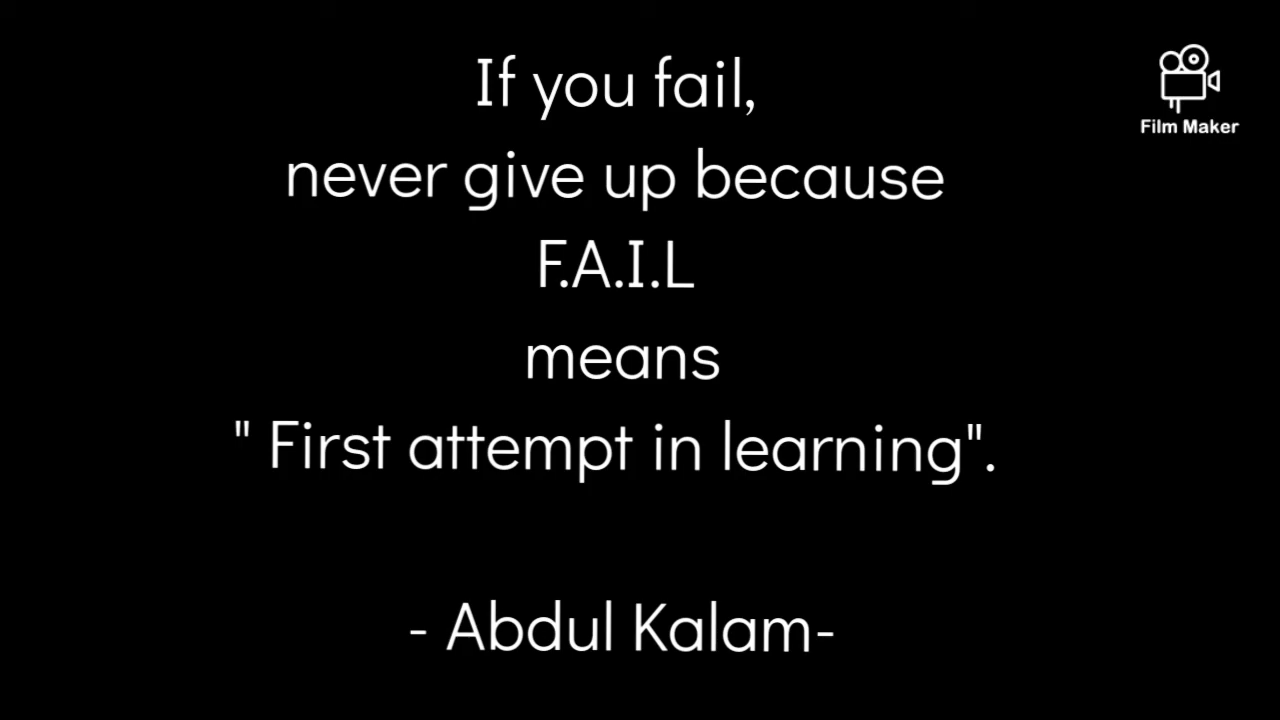 If you fail,
never give up because
F.A.I.L
means
" First attempt in learning".
- Abdul Kalam-
Film Maker